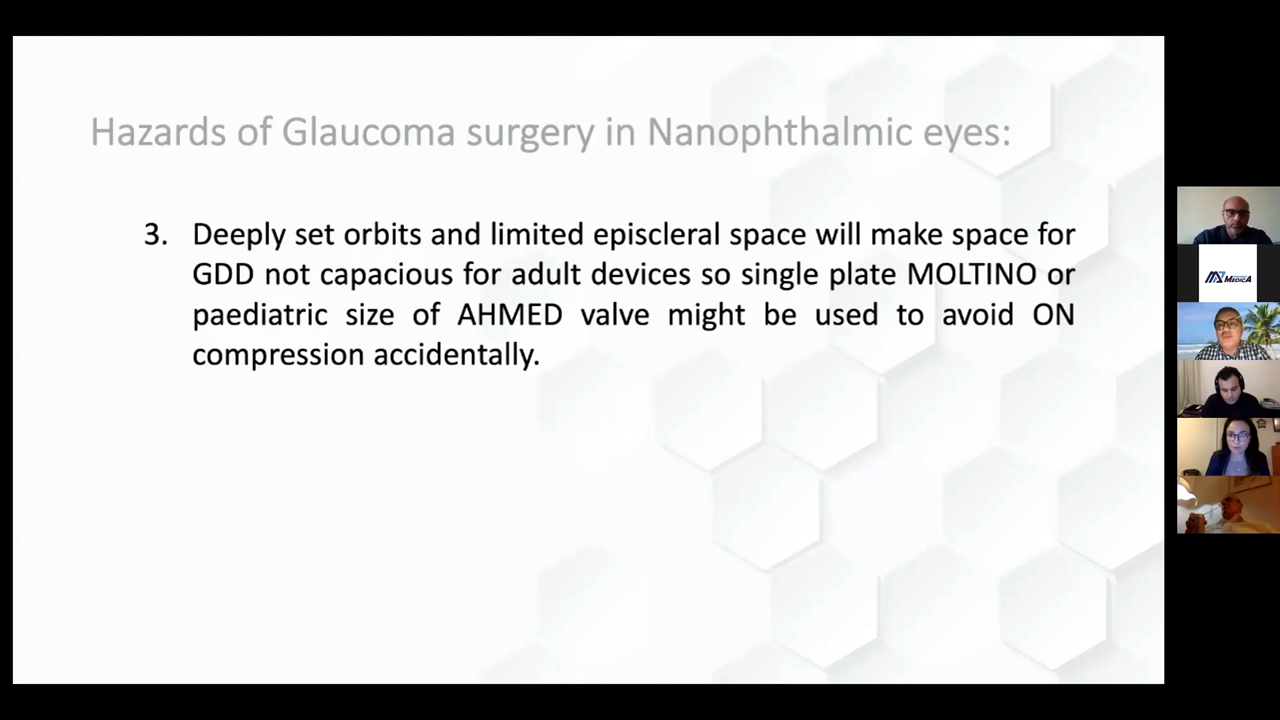 Hazards of Glaucoma surgery in Nanophthalmic eyes:
3. Deeply set orbits and limited episcleral space will make space for
GDD not capacious for adult devices so single plate MOLTINO or
paediatric size of AHMED valve might be used to avoid ON
compression accidentally.
MEDICA